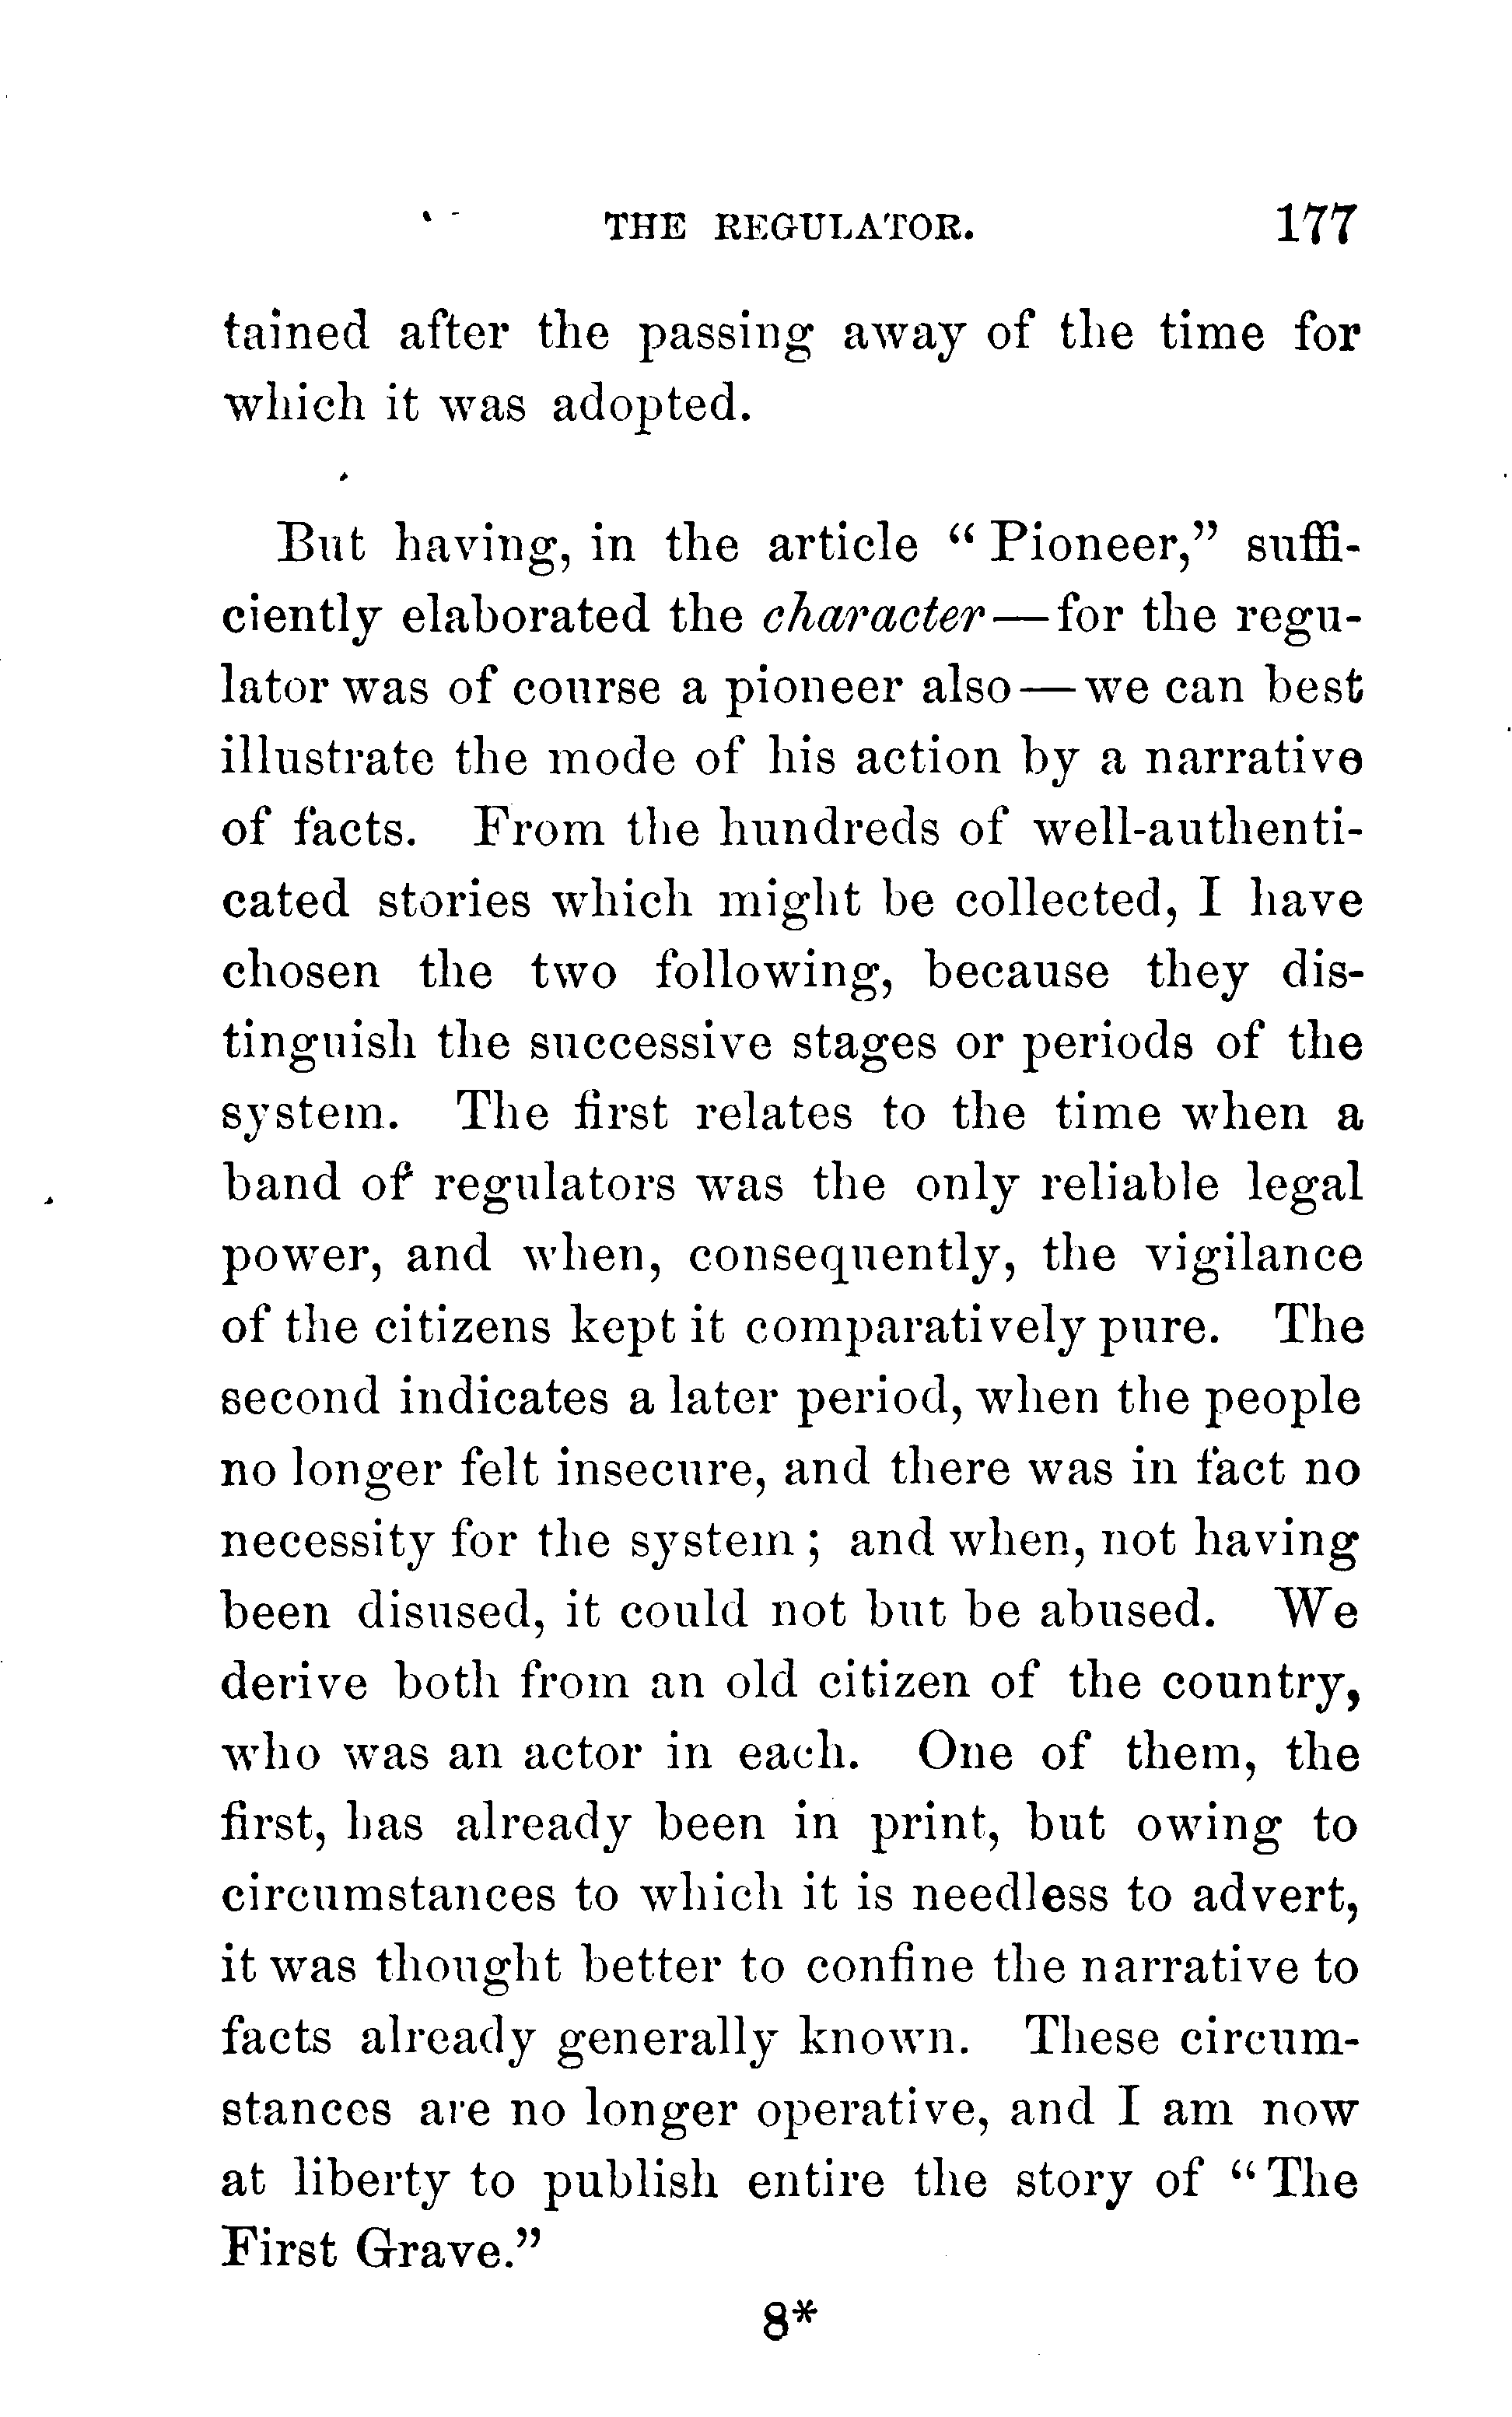 THE REGULATOR. 177
tained after the passing away of the time for
which it was adopted.
But having, in the article “Pioneer,” suffi-
ciently elaborated the character—for the regu-
lator was of course a pioneer also—we can best
illustrate the mode of his action by a narrative
of facts. From the hundreds of well-authenti-
cated stories which might be collected, I have
chosen the two following, because they dis-
tinguish the successive stages or periods of the
system. The first relates to the time when a
band of regulators was the only reliable legal
power, and when, consequently, the vigilance
of the citizens kept it comparatively pure. The
second indicates a later period, when the people
no longer felt insecure, and there was in fact no
necessity for the system; and when, not having
been disused, it could not but be abused. We
derive both from an old citizen of the country,
who was an actor in each. One of them, the
first, has already been in print, but owing to
circumstances to which it is needless to advert,
it was thought better to confine the narrative to
facts already generally known. These circum-
stances are no longer operative, and I am now
at liberty to publish entire the story of “The
First Grave.”
8*